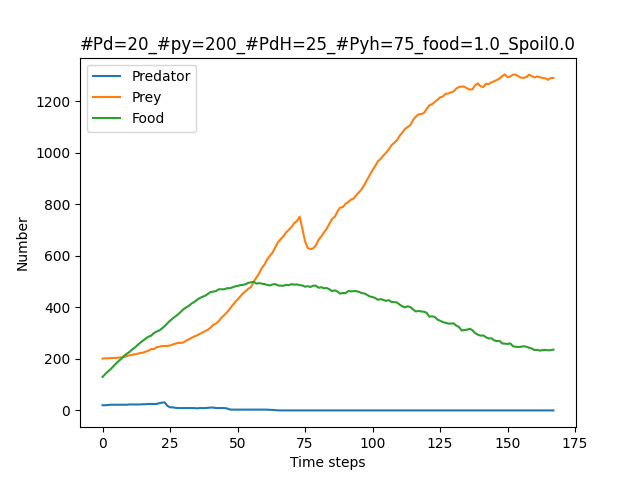 #Pd=20_#py=200_#PdH=25_#Pyh=75_food=1.0_Spoil0.0
Predator
Prey
Food
1200
1000
800
600
400
200
0
Number
0 25 50 75 100 125 150 175
Time steps